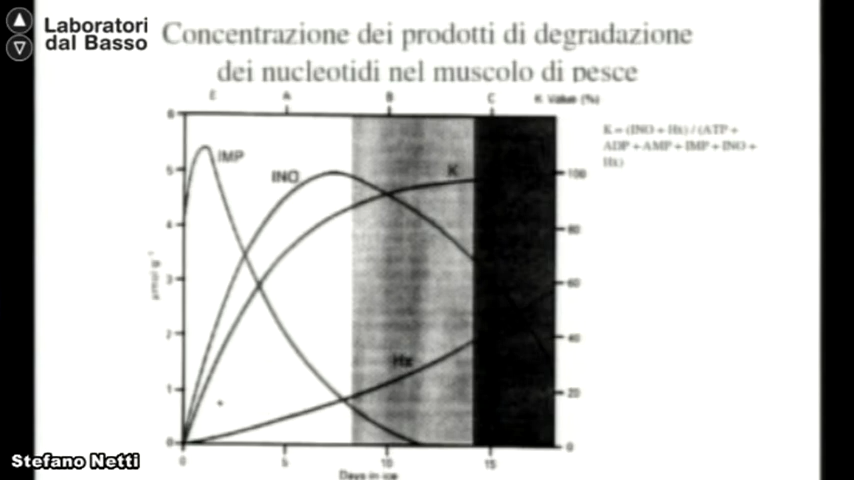 Laboratori
dal Basso
Concentrazione dei prodotti di degradazione
dei nucleotidi nel muscolo di pesce
E A B C K Value (%)
K = (INO + Hx) / (ATP +
ADP + AMP + IMP + INO +
Hx)
IMP
INO
K
Hx
6
5
4
3
2
1
0
100
80
60
40
20
0
0 5 10 15
Days in ice
Stefano Netti